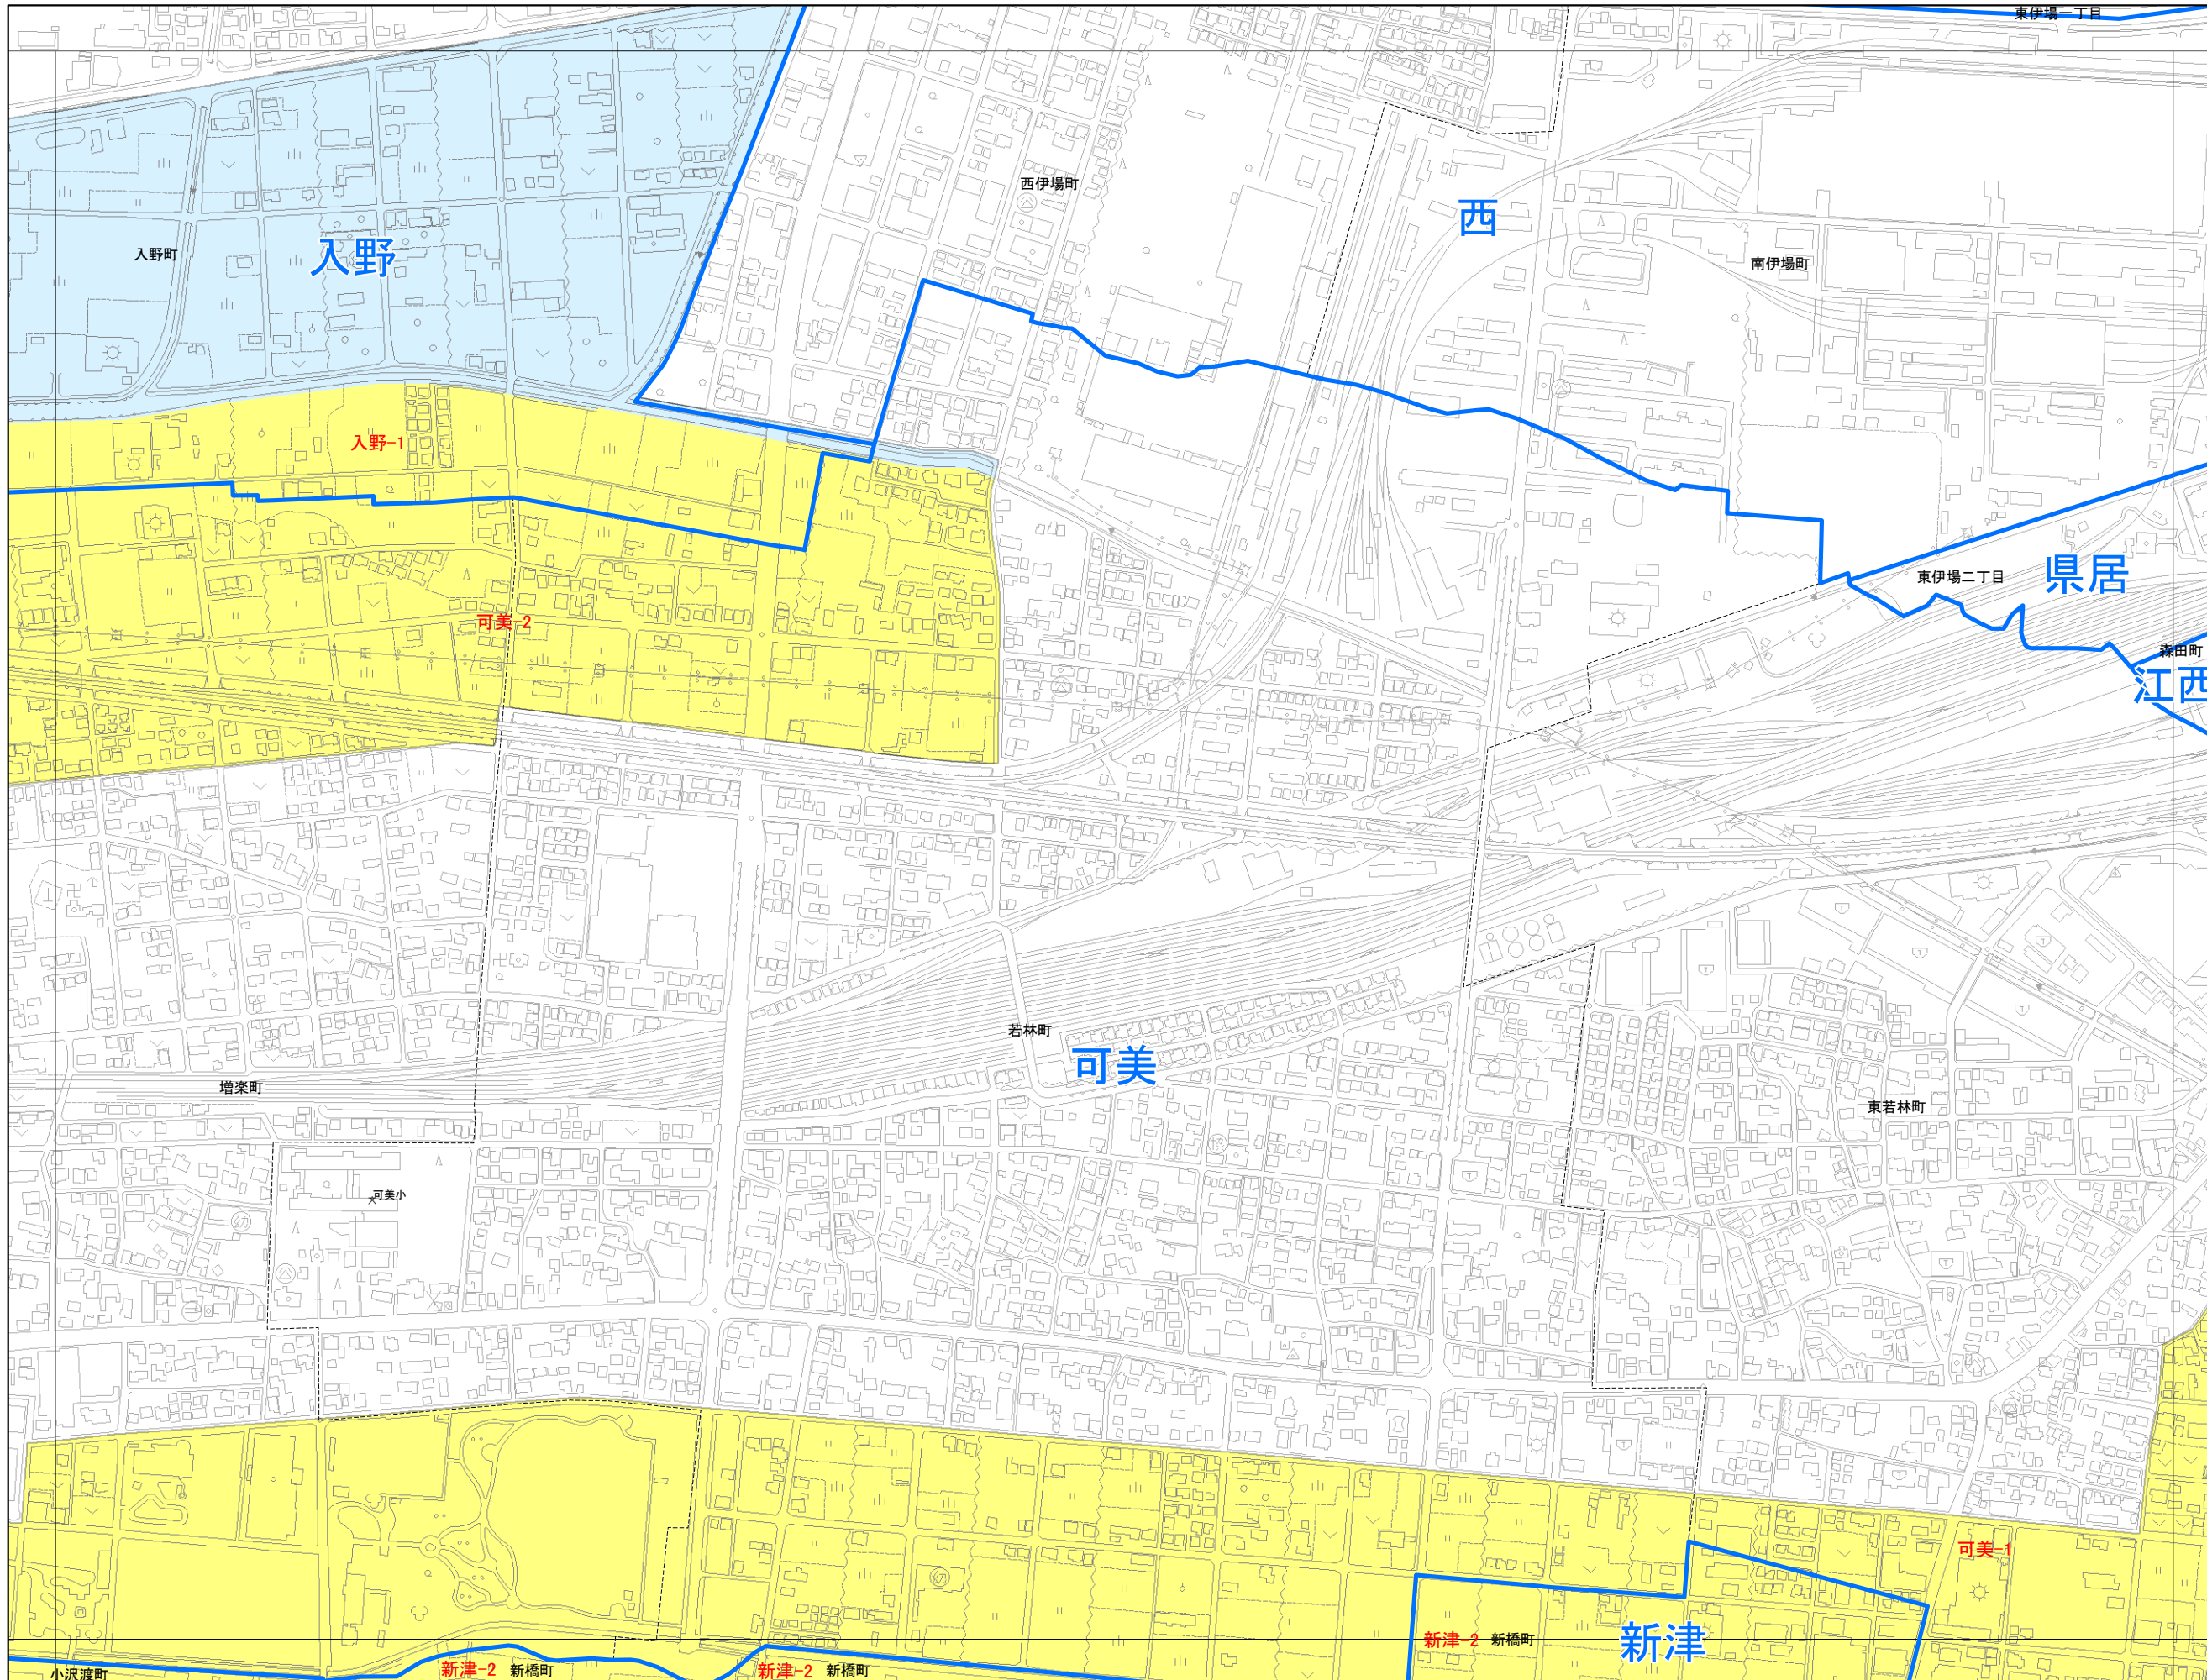 東伊場一丁目
西伊場町
西
入野町
入野
南伊場町
入野-1
県居
東伊場二丁目
可美-2
森田町
江西
若林町
可美
増楽町
東若林町
可美小
可美-1
新津-2 新橋町
新津
小沢渡町
新津-2 新橋町
新津-2 新橋町